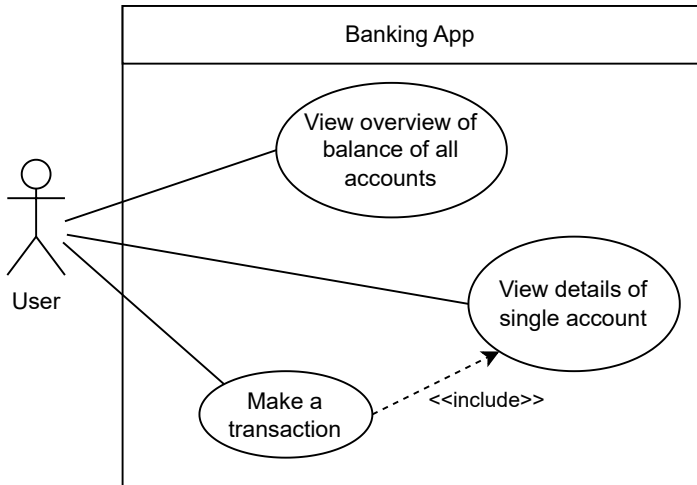 Banking App
View overview of
balance of all
accounts
User
View details of
single account
Make a
transaction
<<include>>